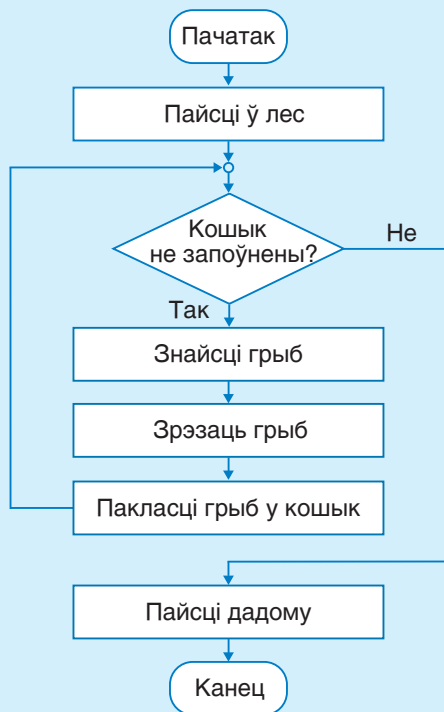 Пачатак
Пайсці ў лес
Кошык
не запоўнены?
Не
Так
Знайсці грыб
Зрэзаць грыб
Пакласці грыб у кошык
Пайсці дадому
Канец